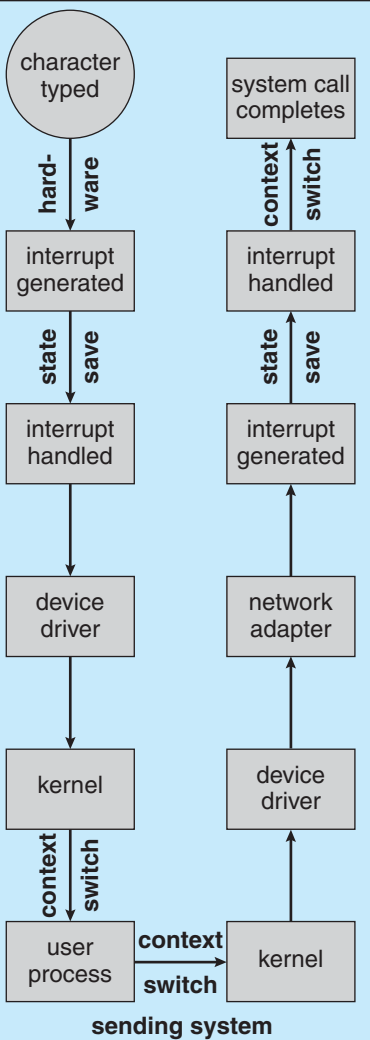 character
typed
hard-
ware
interrupt
generated
state
save
interrupt
handled
device
driver
kernel
context
switch
user
process
context
switch
kernel
device
driver
network
adapter
interrupt
generated
state
save
interrupt
handled
context
switch
system call
completes
sending system